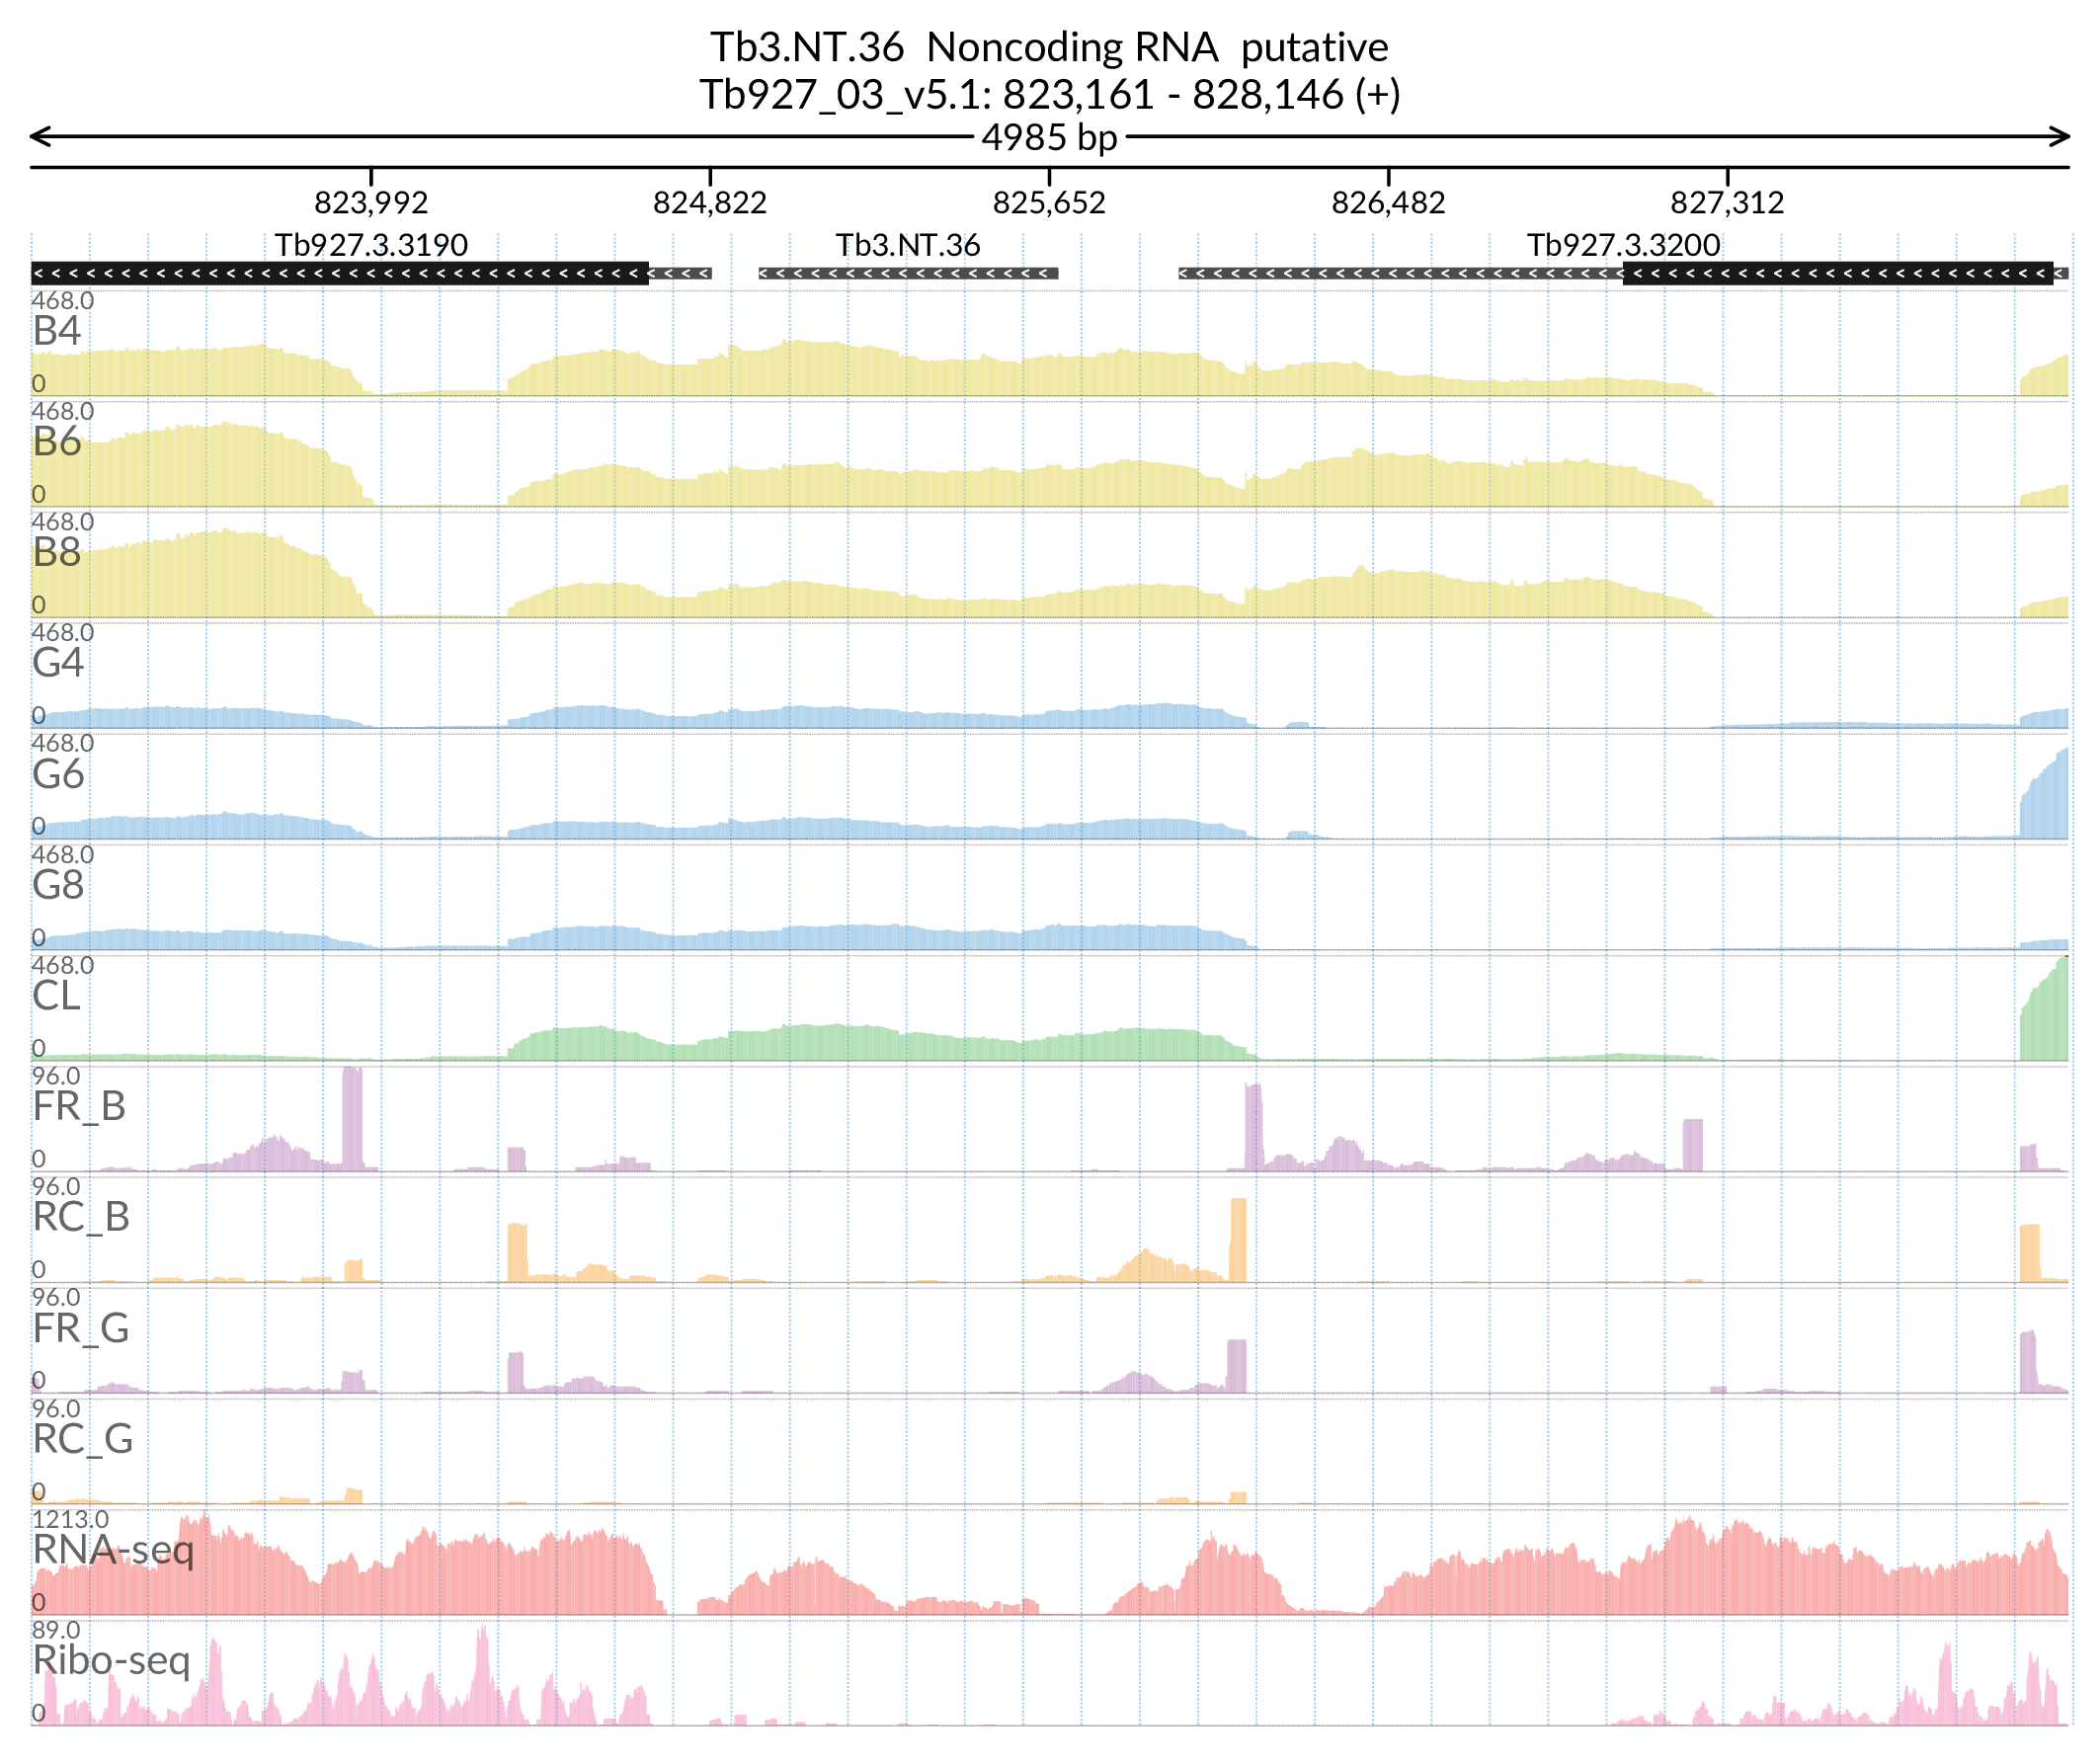 Tb3.NT.36 Noncoding RNA putative
Tb927_03_v5.1: 823,161 - 828,146 (+)
4985 bp
823,992 824,822 825,652 826,482 827,312
Tb927.3.3190 Tb3.NT.36 Tb927.3.3200
468.0
B4
0
468.0
B6
0
468.0
B8
0
468.0
G4
0
468.0
G6
0
468.0
G8
0
468.0
CL
0
96.0
FR_B
0
96.0
RC_B
0
96.0
FR_G
0
96.0
RC_G
0
1213.0
RNA-seq
0
89.0
Ribo-seq
0